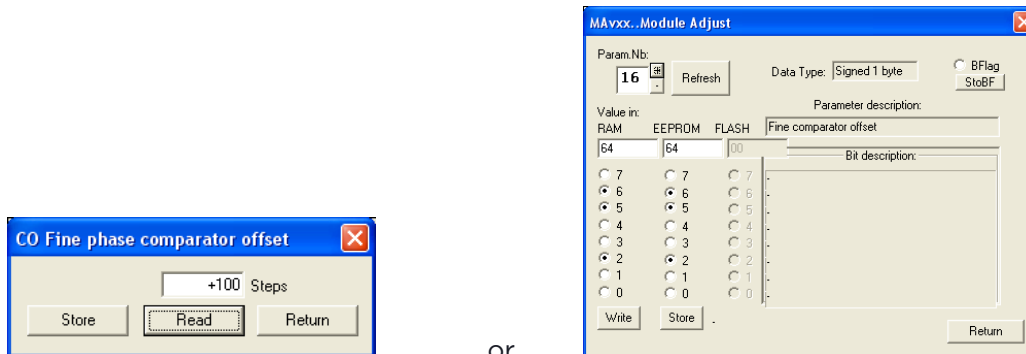 MAvxx..Module Adjust
Param.Nb:
16
Refresh
Data Type: Signed 1 byte
BFlag
StoBF
Value in:
Parameter description:
RAM EEPROM FLASH Fine comparator offset
64 64 00
Bit description:
7 7 7 -
6 6 6 -
5 5 5 -
4 4 4 -
3 3 3 -
2 2 2 -
1 1 1 -
0 0 0 -
Write Store -
Return
CO Fine phase comparator offset
+100 Steps
Store Read Return
or